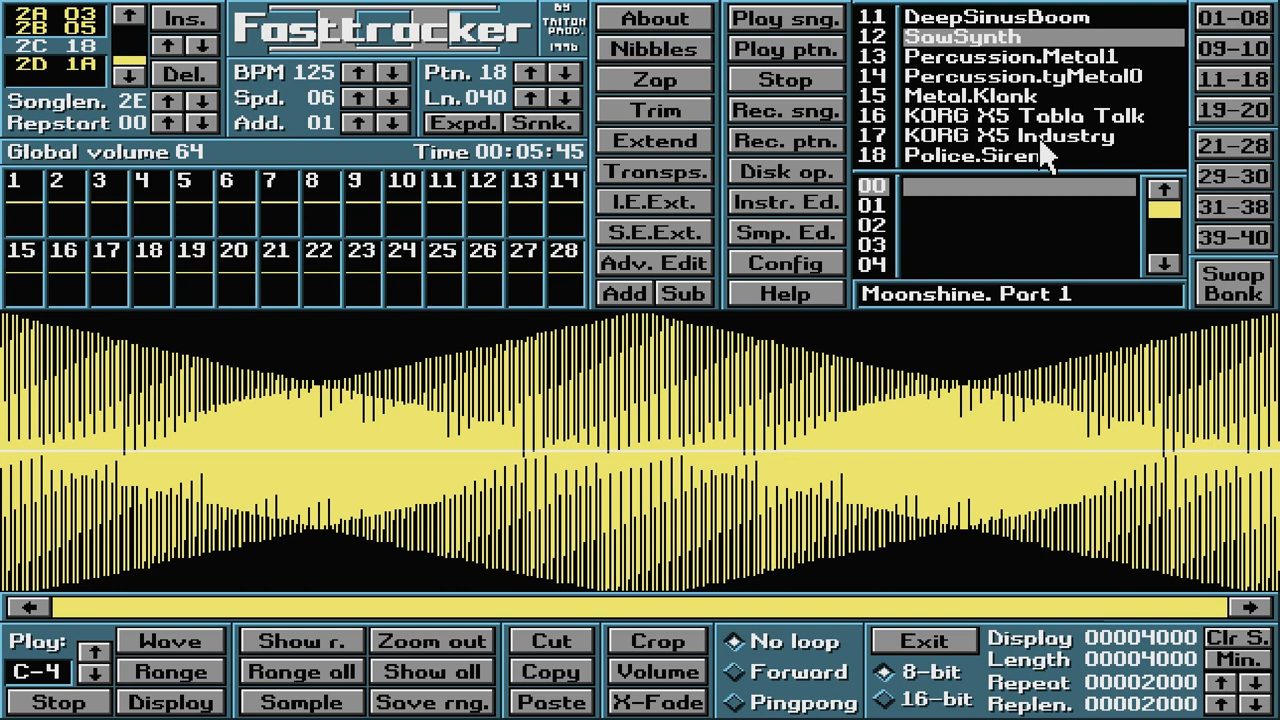 2A 03
2B 05
2C 18
2D 1A
Ins.
Del.
Songlen. 2E
Repstart 00
Fasttracker
BY
TRITON
PROD.
1996
BPM 125
Spd. 06
Add. 01
Ptn. 18
Ln. 040
Expd. Srnk.
Global volume 64
Time 00:05:45
1 2 3 4 5 6 7 8 9 10 11 12 13 14
15 16 17 18 19 20 21 22 23 24 25 26 27 28
About
Nibbles
Zap
Trim
Extend
Transps.
I.E.Ext.
S.E.Ext.
Adv. Edit
Add Sub
Play sng.
Play ptn.
Stop
Rec. sng.
Rec. ptn.
Disk op.
Instr. Ed.
Smp. Ed.
Config
Help
11 DeepSinusBoom
12 SawSynth
13 Percussion.Metal1
14 Percussion.tyMetal0
15 Metal.Klank
16 KORG X5 Tabla Talk
17 KORG X5 Industry
18 Police.Siren
00
01
02
03
04
Moonshine. Part 1
01-08
09-10
11-18
19-20
21-28
29-30
31-38
39-40
Swap
Bank
Play:
C-4
Stop
Wave
Range
Display
Show r.
Range all
Sample
Zoom out
Show all
Save rng.
Cut
Copy
Paste
Crop
Volume
X-Fade
No loop
Forward
Pingpong
Exit
8-bit
16-bit
Display 00004000
Length 00004000
Repeat 00002000
Replen. 00002000
Clr S.
Min.